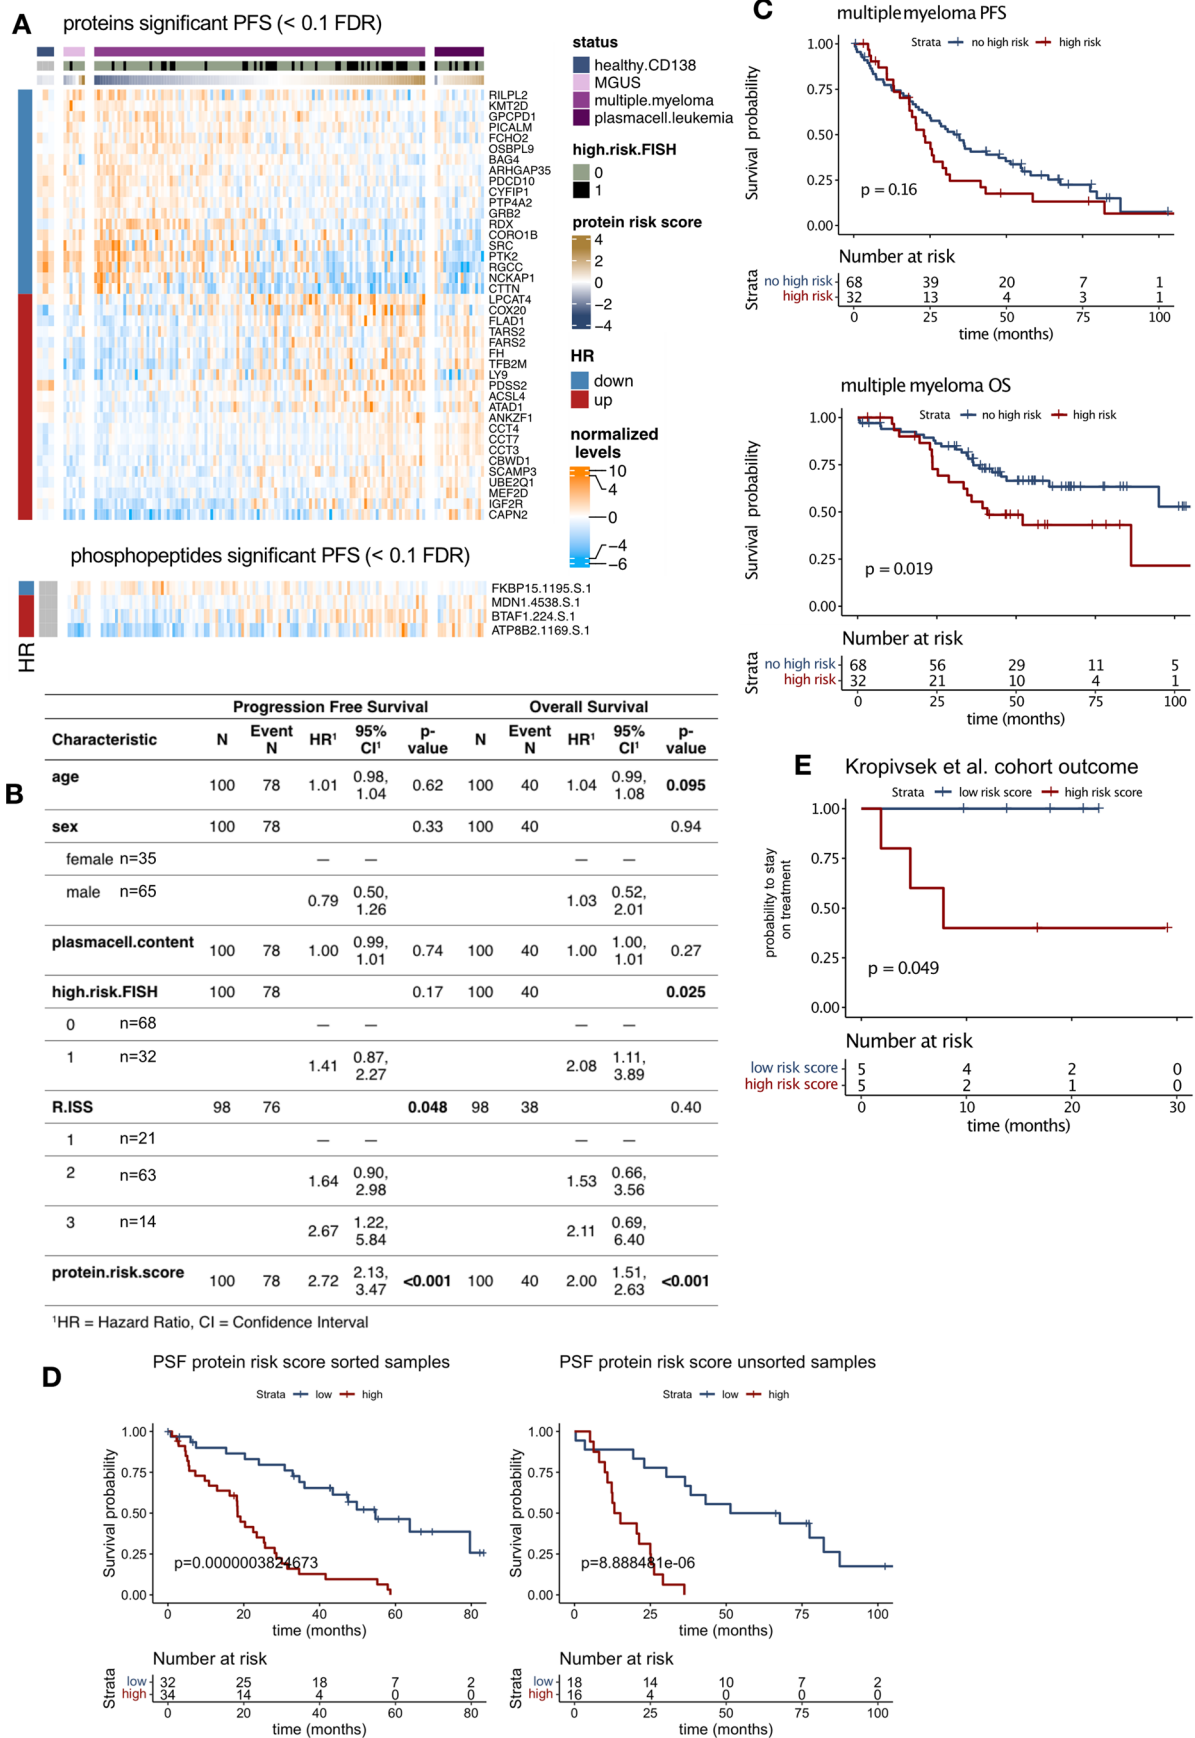 A
proteins significant PFS (< 0.1 FDR)
RILPL2
KMT2D
GPCPD1
PICALM
FCHO2
OSBPL9
BAG4
ARHGAP35
PDCD10
CYFIP1
PTP4A2
GRB2
RDX
CORO1B
SRC
PTK2
RGCC
NCKAP1
CTTN
LPCAT4
COX20
FLAD1
TARS2
FARS2
FH
TFB2M
LY9
PDSS2
ACSL4
ATAD1
ANKZF1
CCT4
CCT7
CCT3
CBWD1
SCAMP3
UBE2Q1
MEF2D
IGF2R
CAPN2
status
healthy.CD138
MGUS
multiple.myeloma
plasmacell.leukemia
high.risk.FISH
0
1
protein risk score
4
2
0
−2
−4
HR
down
up
normalized
levels
10
4
0
−4
−6
phosphopeptides significant PFS (< 0.1 FDR)
FKBP15.1195.S.1
MDN1.4538.S.1
BTAF1.224.S.1
ATP8B2.1169.S.1
HR
B
Progression Free Survival Overall Survival
Characteristic N Event N HR¹ 95% CI¹ p-value N Event N HR¹ 95% CI¹ p-value
age 100 78 1.01 0.98, 1.04 0.62 100 40 1.04 0.99, 1.08 0.095
sex 100 78 0.33 100 40 0.94
female n=35 — — — —
male n=65 0.79 0.50, 1.26 1.03 0.52, 2.01
plasmacell.content 100 78 1.00 0.99, 1.01 0.74 100 40 1.00 1.00, 1.01 0.27
high.risk.FISH 100 78 0.17 100 40 0.025
0 n=68 — — — —
1 n=32 1.41 0.87, 2.27 2.08 1.11, 3.89
R.ISS 98 76 0.048 98 38 0.40
1 n=21 — — — —
2 n=63 1.64 0.90, 2.98 1.53 0.66, 3.56
3 n=14 2.67 1.22, 5.84 2.11 0.69, 6.40
protein.risk.score 100 78 2.72 2.13, 3.47 <0.001 100 40 2.00 1.51, 2.63 <0.001
¹HR = Hazard Ratio, CI = Confidence Interval
C
multiple myeloma PFS
Strata no high risk high risk
Survival probability
1.00
0.75
0.50
0.25
0.00
p = 0.16
Number at risk
Strata
no high risk 68 39 20 7 1
high risk 32 13 4 3 1
0 25 50 75 100
time (months)
multiple myeloma OS
Strata no high risk high risk
Survival probability
1.00
0.75
0.50
0.25
0.00
p = 0.019
Number at risk
Strata
no high risk 68 56 29 11 5
high risk 32 21 10 4 1
0 25 50 75 100
time (months)
E
Kropivsek et al. cohort outcome
Strata low risk score high risk score
probability to stay
on treatment
1.00
0.75
0.50
0.25
0.00
p = 0.049
Number at risk
low risk score 5 4 2 0
high risk score 5 2 1 0
0 10 20 30
time (months)
D
PSF protein risk score sorted samples
Strata low high
Survival probability
1.00
0.75
0.50
0.25
0.00
p=0.0000003824673
0 20 40 60 80
time (months)
Number at risk
Strata
low 32 25 18 7 2
high 34 14 4 0 0
0 20 40 60 80
time (months)
PSF protein risk score unsorted samples
Strata low high
Survival probability
1.00
0.75
0.50
0.25
0.00
p=8.888481e-06
0 25 50 75 100
time (months)
Number at risk
Strata
low 18 14 10 7 2
high 16 4 0 0 0
0 25 50 75 100
time (months)